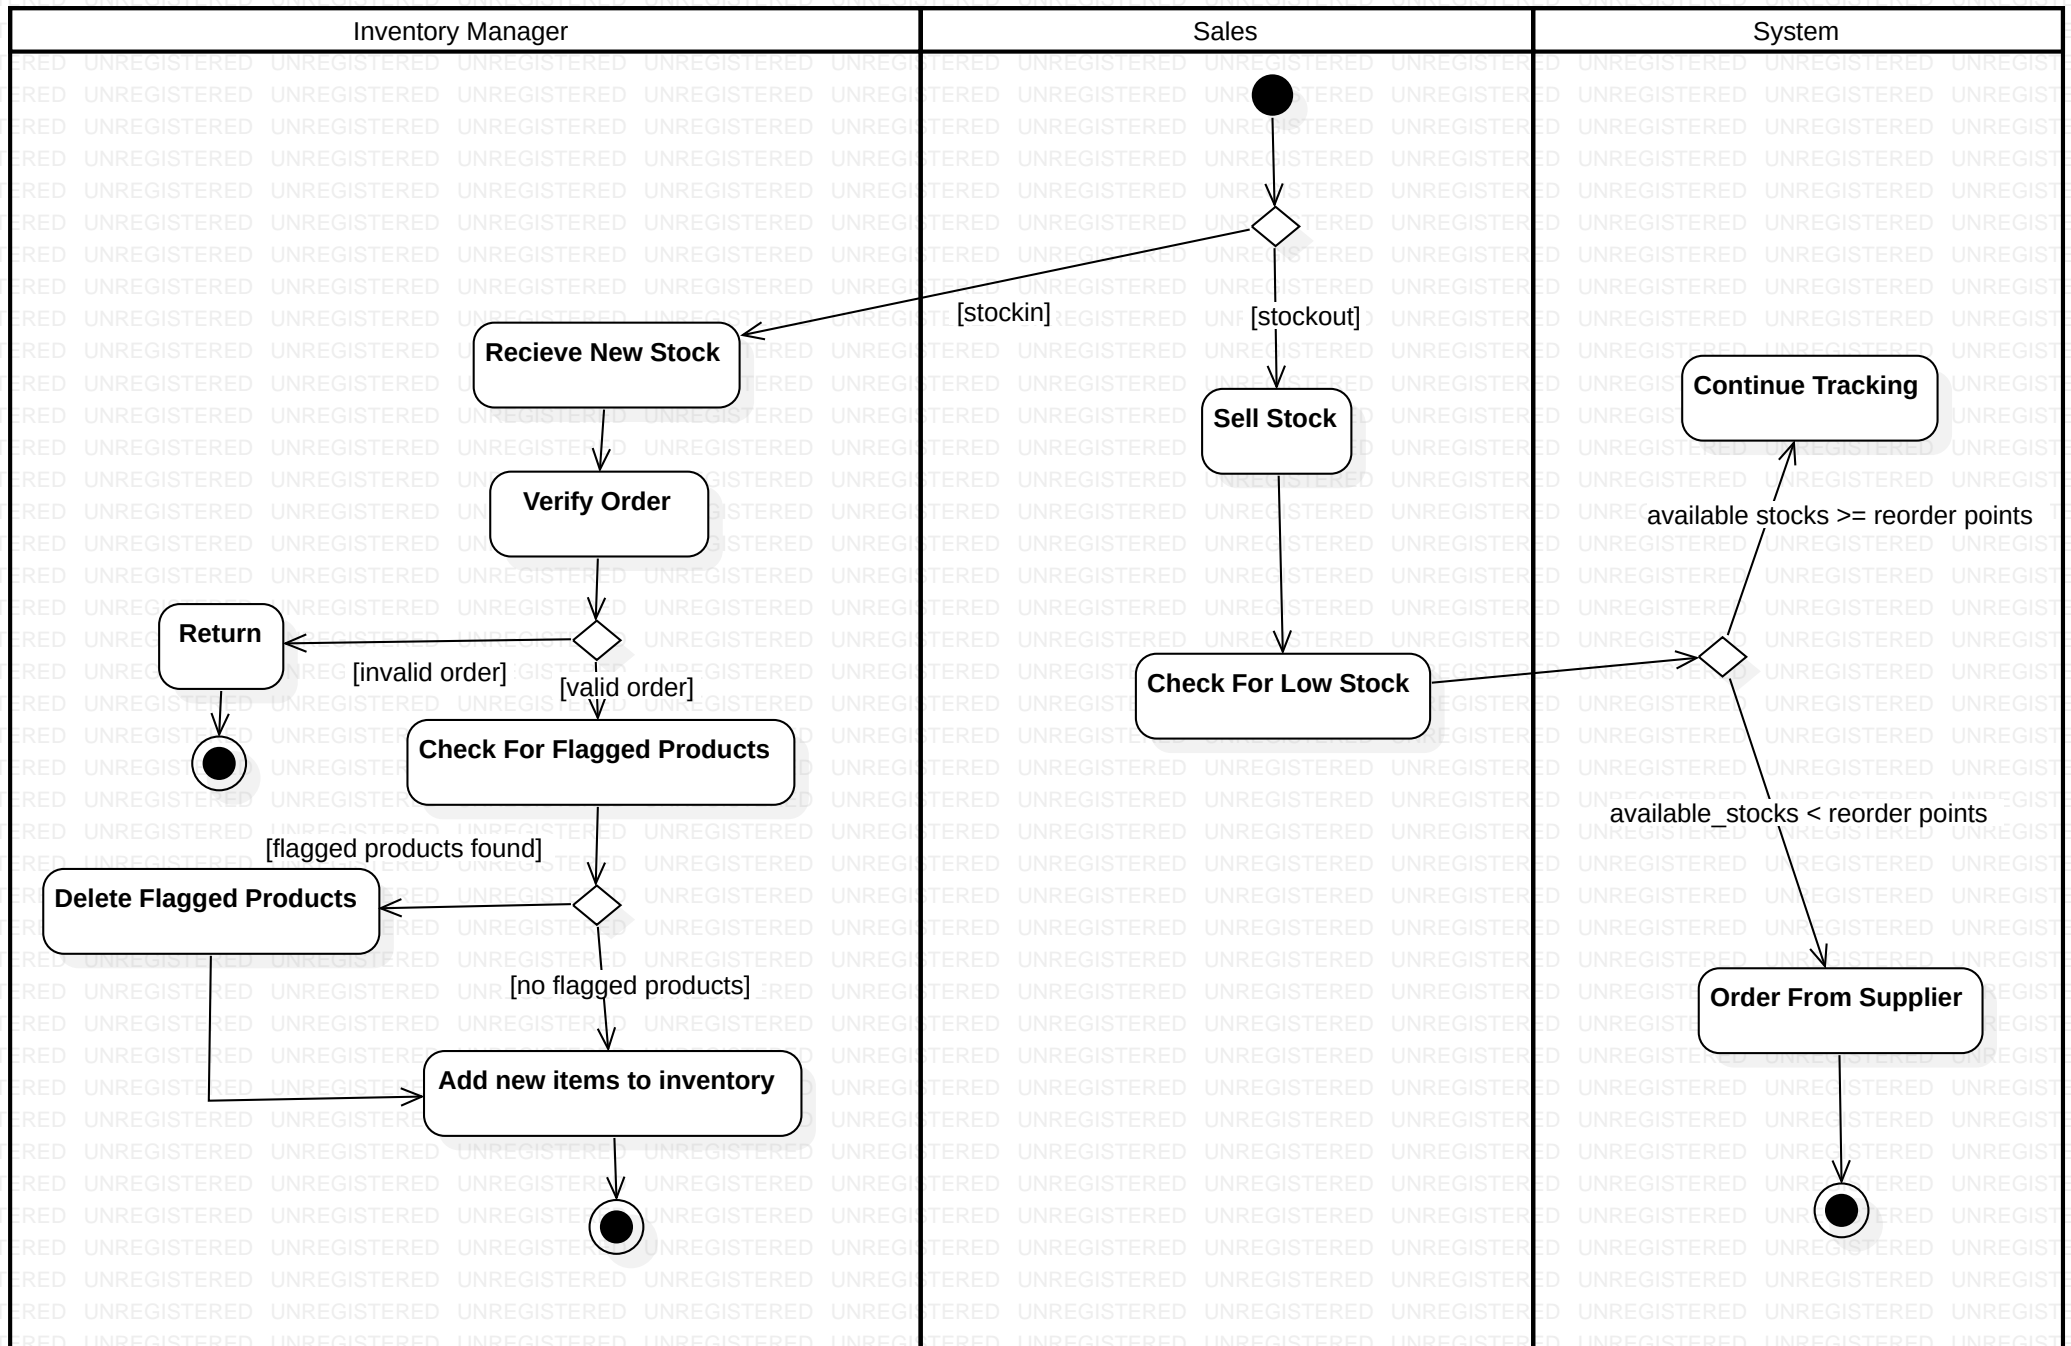 Inventory Manager
Sales
System
[stockin]
[stockout]
Recieve New Stock
Continue Tracking
Sell Stock
Verify Order
available stocks >= reorder points
Return
[invalid order]
[valid order]
Check For Low Stock
Check For Flagged Products
available_stocks < reorder points
[flagged products found]
Delete Flagged Products
[no flagged products]
Order From Supplier
Add new items to inventory
UNREGISTERED